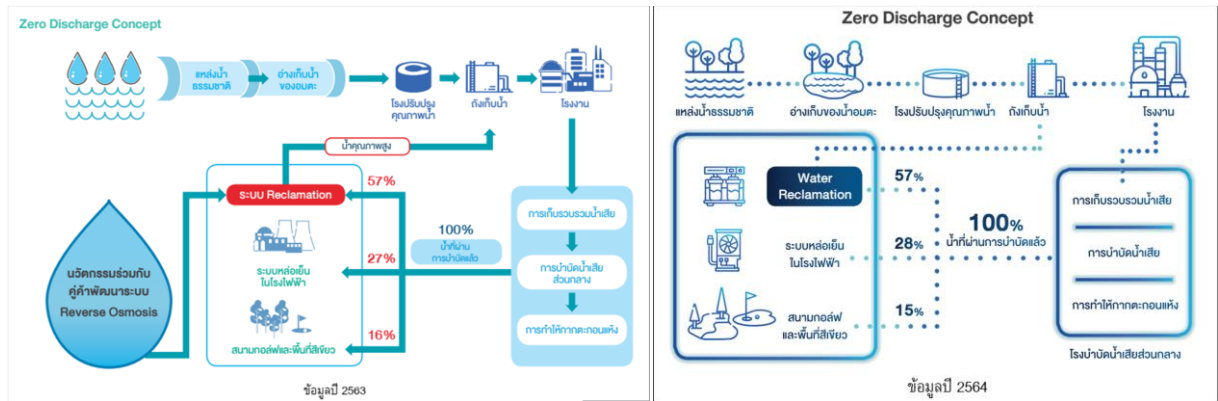 Zero Discharge Concept
แหล่งน้ำ
ธรรมชาติ
อ่างเก็บน้ำ
ของอมตะ
โรงปรับปรุง
คุณภาพน้ำ
ถังเก็บน้ำ
โรงงาน
น้ำคุณภาพสูง
ระบบ Reclamation
57%
การเก็บรวบรวมน้ำเสีย
100%
น้ำที่ผ่าน
การบำบัดแล้ว
27%
ระบบหล่อเย็น
ในโรงไฟฟ้า
การบำบัดน้ำเสีย
ส่วนกลาง
นวัตกรรมร่วมกับ
คู่ค้าพัฒนาระบบ
Reverse Osmosis
16%
สนามกอล์ฟและพื้นที่สีเขียว
การทำให้กากตะกอนแห้ง
ข้อมูลปี 2563
Zero Discharge Concept
แหล่งน้ำธรรมชาติ
อ่างเก็บของน้ำอมตะ
โรงปรับปรุงคุณภาพน้ำ
ถังเก็บน้ำ
โรงงาน
Water
Reclamation
57%
การเก็บรวบรวมน้ำเสีย
100%
น้ำที่ผ่านการบำบัดแล้ว
ระบบหล่อเย็น
ในโรงไฟฟ้า
28%
การบำบัดน้ำเสีย
สนามกอล์ฟ
และพื้นที่สีเขียว
15%
การทำให้กากตะกอนแห้ง
โรงบำบัดน้ำเสียส่วนกลาง
ข้อมูลปี 2564